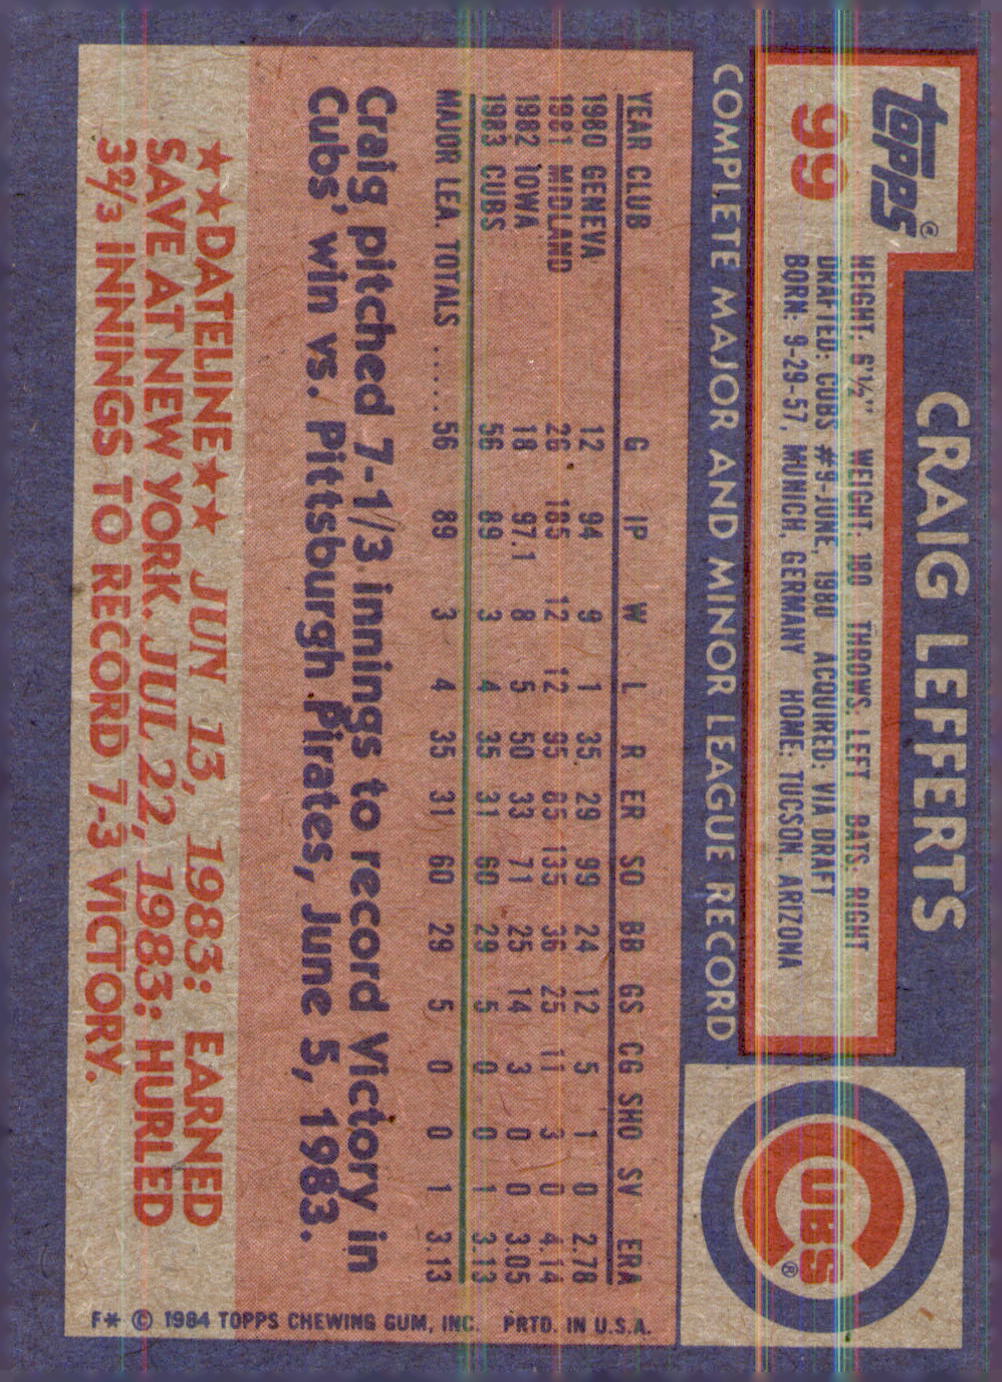 CRAIG LEFFERTS
TOPPS®
99
HEIGHT: 6'½" WEIGHT: 180 THROWS: LEFT BATS: RIGHT
DRAFTED: CUBS #9-JUNE, 1980 ACQUIRED: VIA DRAFT
BORN: 9-29-57, MUNICH, GERMANY HOME: TUCSON, ARIZONA
CUBS®
COMPLETE MAJOR AND MINOR LEAGUE RECORD
YEAR CLUB G IP W L R ER SO BB GS CG SHO SV ERA
1980 GENEVA 12 94 9 1 35. 29 99 24 12 5 1 0 2.78
1981 MIDLAND 26 185 12 12 95 85 135 36 25 11 3 0 4.14
1982 IOWA 18 97.1 8 5 50 33 71 25 14 3 0 0 3.05
1983 CUBS 56 89 3 4 35 31 60 29 5 0 0 1 3.13
MAJOR LEA. TOTALS ..... 56 89 3 4 35 31 60 29 5 0 0 1 3.13
Craig pitched 7-1/3 innings to record Victory in
Cubs' win vs. Pittsburgh Pirates, June 5, 1983.
★★DATELINE★★ JUN 13, 1983: EARNED
SAVE AT NEW YORK. JUL 22, 1983: HURLED
3⅔ INNINGS TO RECORD 7-3 VICTORY.
F* © 1984 TOPPS CHEWING GUM, INC. PRTD. IN U.S.A.